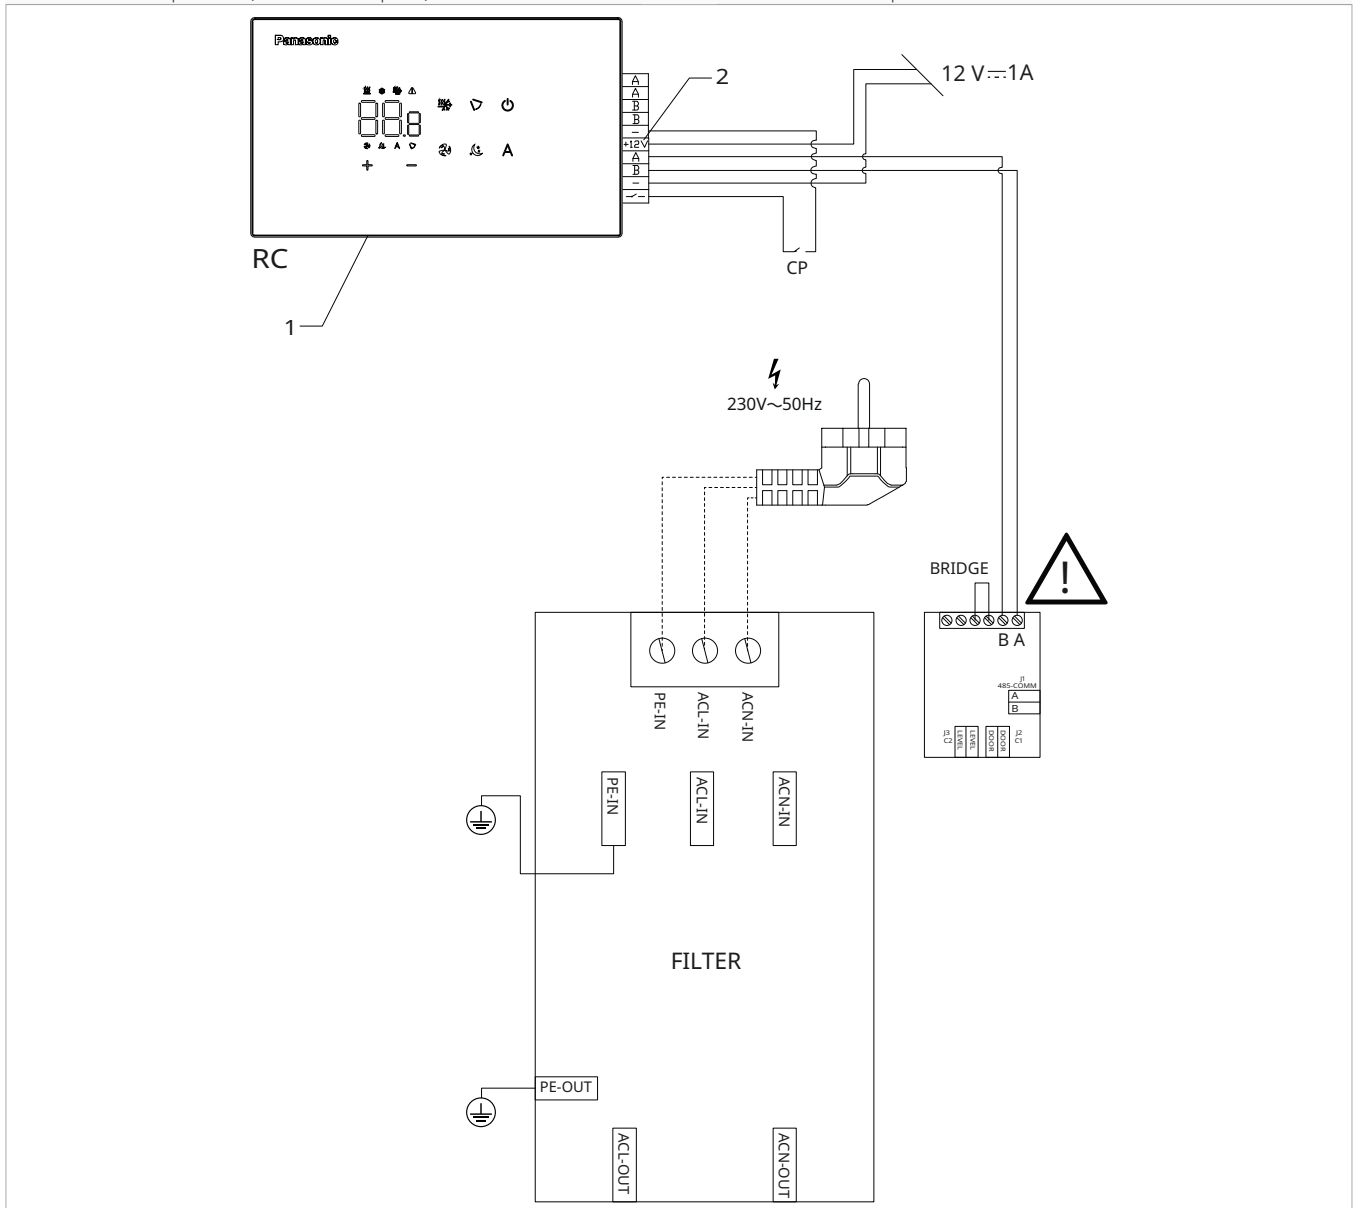 Panasonic
A
A
B
B
−
+12V
A
B
−
2
12 V⎓1A
88.8
A
A
+ −
RC
1
CP
230V～50Hz
BRIDGE
!
B A
J1
485-COMM
A
B
J3
C2
LEVEL
LEVEL
DOOR
DOOR
J2
C1
PE-IN
ACL-IN
ACN-IN
PE-IN
ACL-IN
ACN-IN
FILTER
PE-OUT
ACL-OUT
ACN-OUT